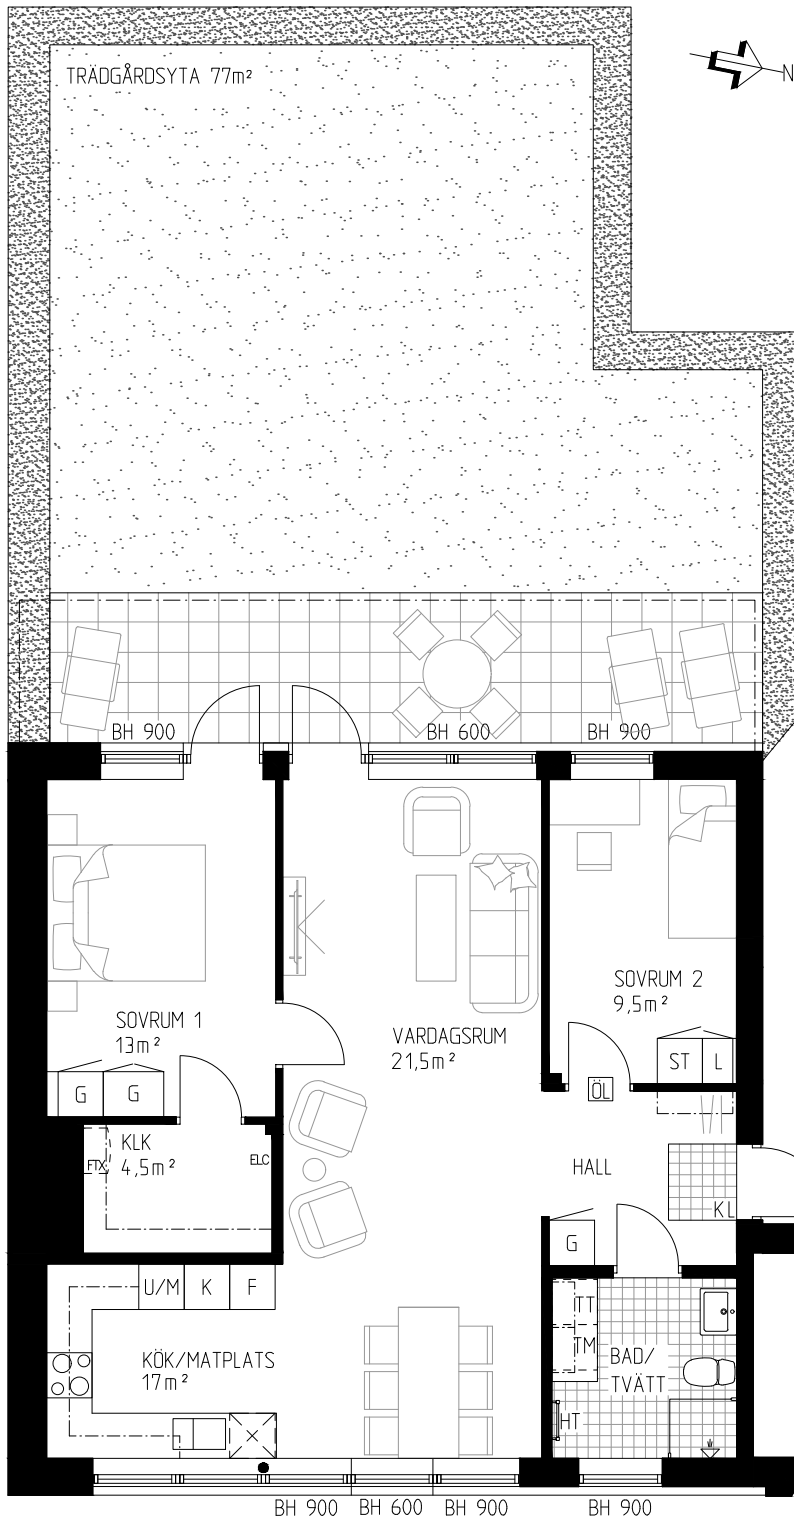 TRÄDGÅRDSYTA 77m²
N
BH 900
BH 600
BH 900
SOVRUM 2
9,5m²
SOVRUM 1
13m²
VARDAGSRUM
21,5m²
ST
L
G
G
ÖL
KLK
4,5m²
FTX
ELC
HALL
KL
G
U/M
K
F
TT
TM
KÖK/MATPLATS
17m²
BAD/
TVÄTT
HT
BH 900
BH 600
BH 900
BH 900